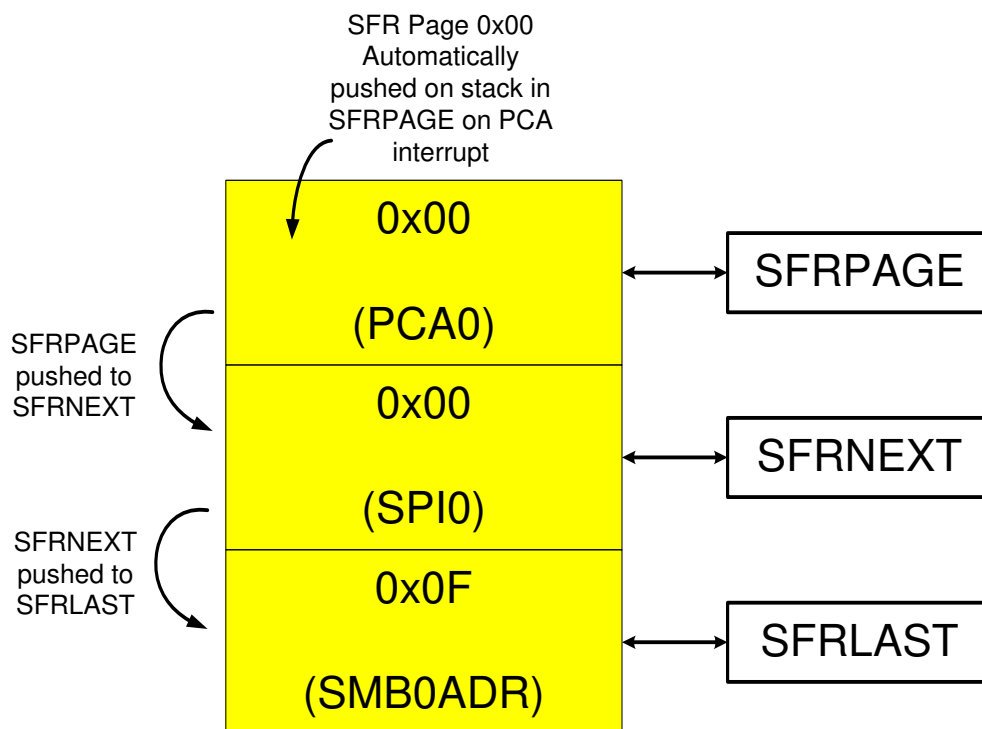 SFR Page 0x00
Automatically
pushed on stack in
SFRPAGE on PCA
interrupt
0x00
(PCA0)
SFRPAGE
SFRPAGE
pushed to
SFRNEXT
0x00
(SPI0)
SFRNEXT
SFRNEXT
pushed to
SFRLAST
0x0F
(SMB0ADR)
SFRLAST